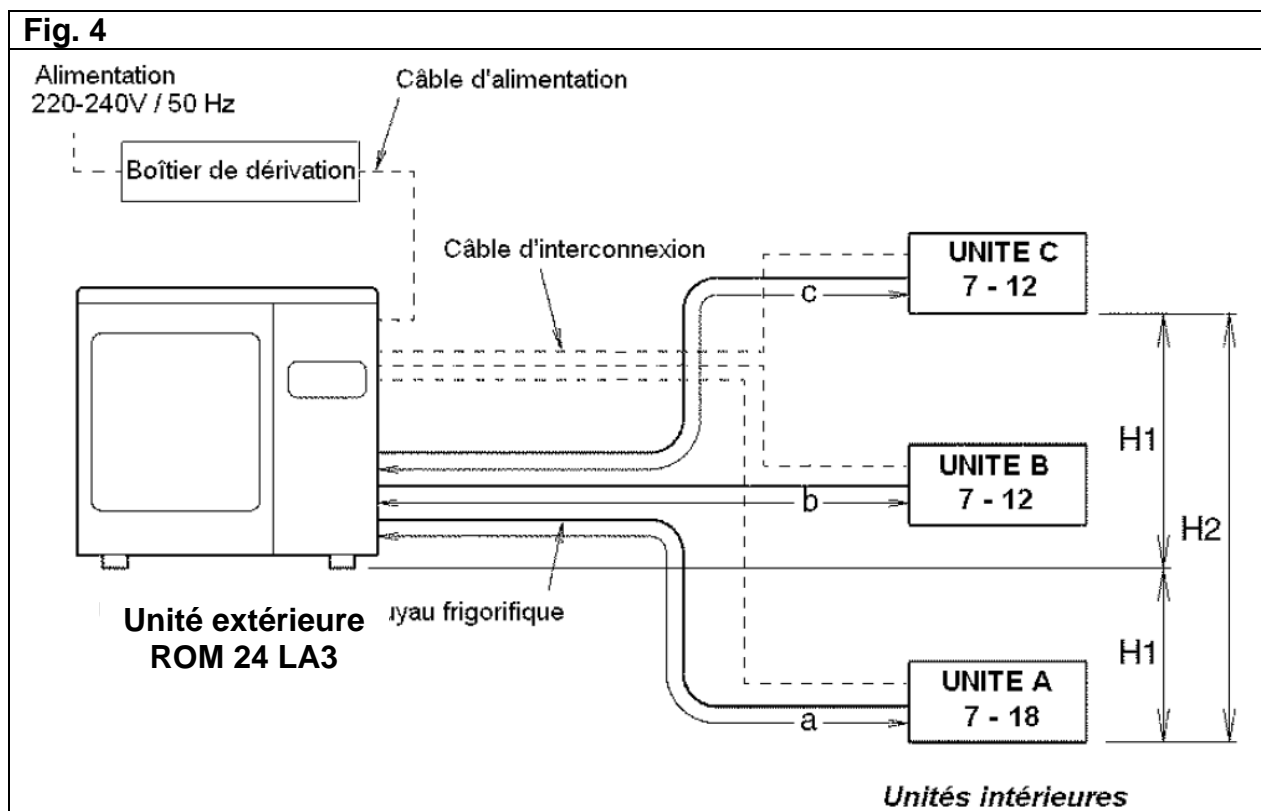 Fig. 4
Alimentation
220-240V / 50 Hz
Câble d'alimentation
Boîtier de dérivation
Câble d'interconnexion
UNITE C
7 - 12
c
H1
UNITE B
7 - 12
b
H2
Unité extérieure
ROM 24 LA3
uyau frigorifique
H1
UNITE A
7 - 18
a
Unités intérieures